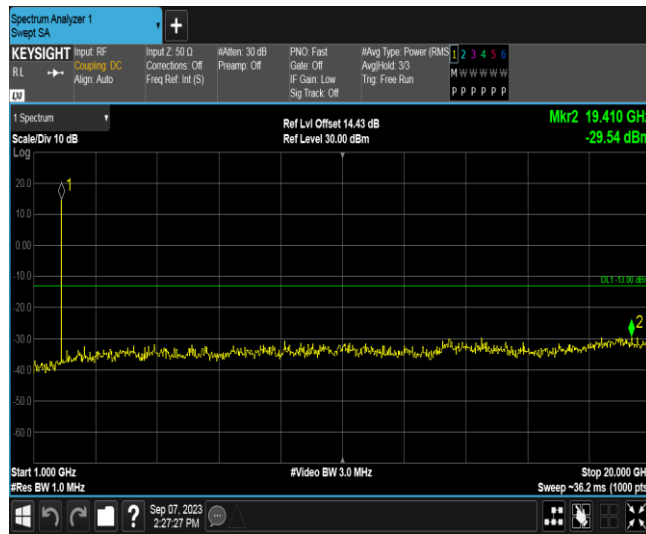 Spectrum Analyzer 1
Swept SA
+
KEYSIGHT
RL
LXI
Input: RF
Coupling: DC
Align: Auto
Input Z: 50 Ω
Corrections: Off
Freq Ref: Int (S)
#Atten: 30 dB
Preamp: Off
PNO: Fast
Gate: Off
IF Gain: Low
Sig Track: Off
#Avg Type: Power (RMS
Avg|Hold: 3/3
Trig: Free Run
1 2 3 4 5 6
M W W W W W
P P P P P P
1 Spectrum
Scale/Div 10 dB
Log
Ref Lvl Offset 14.43 dB
Ref Level 30.00 dBm
Mkr2 19.410 GHz
-29.54 dBm
20.0
10.0
0.00
-10.0
-20.0
-30.0
-40.0
-50.0
-60.0
1
DL1 -13.00 dBm
2
Start 1.000 GHz
#Res BW 1.0 MHz
#Video BW 3.0 MHz
Stop 20.000 GH
Sweep ~36.2 ms (1000 pts
?
Sep 07, 2023
2:27:27 PM